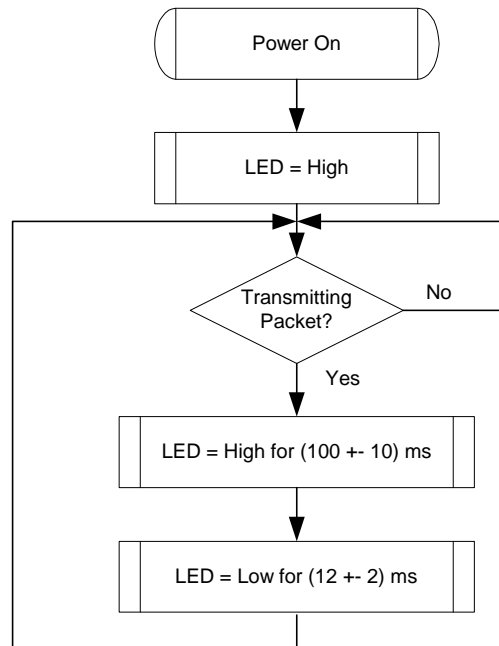 Power On
LED = High
Transmitting
Packet?
No
Yes
LED = High for (100 +- 10) ms
LED = Low for (12 +- 2) ms